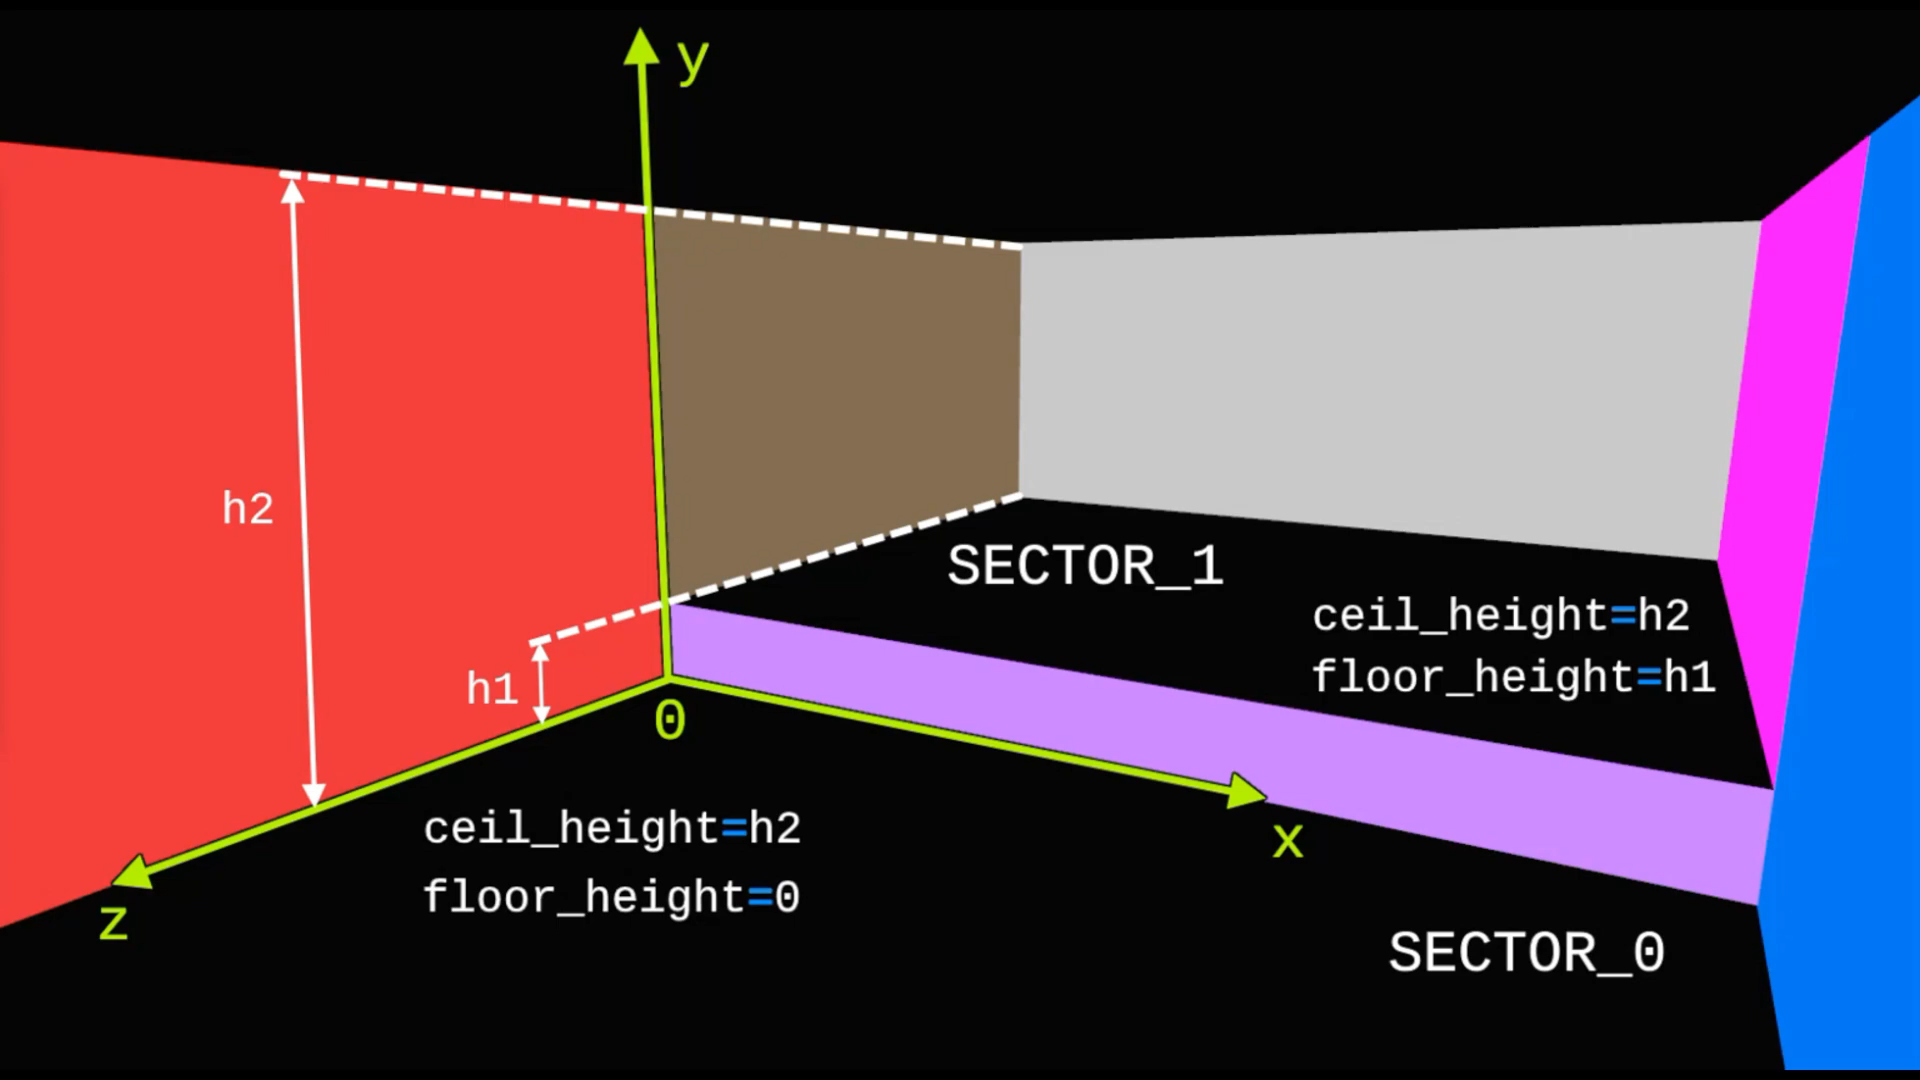 y
h2
SECTOR_1
ceil_height=h2
floor_height=h1
h1
0
x
ceil_height=h2
floor_height=0
z
SECTOR_0